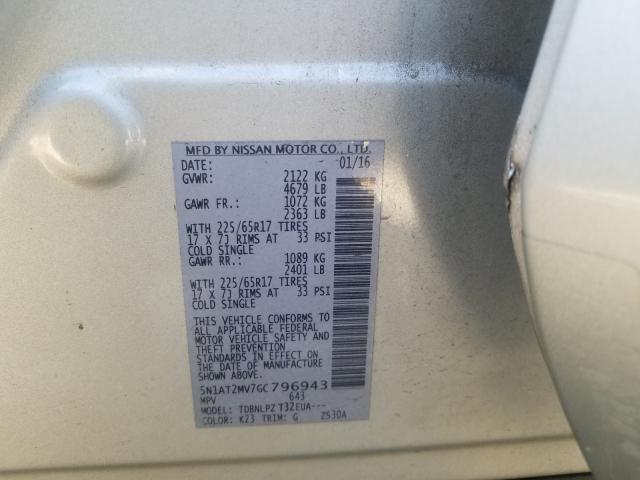 MFD BY NISSAN MOTOR CO., LTD.
DATE: 01/16
GVWR: 2122 KG
4679 LB
GAWR FR.: 1072 KG
2363 LB
WITH 225/65R17 TIRES
17 X 7J RIMS AT 33 PSI
COLD SINGLE
GAWR RR.: 1089 KG
2401 LB
WITH 225/65R17 TIRES
17 X 7J RIMS AT 33 PSI
COLD SINGLE
THIS VEHICLE CONFORMS TO
ALL APPLICABLE FEDERAL
MOTOR VEHICLE SAFETY AND
THEFT PREVENTION
STANDARDS IN EFFECT ON
THE DATE OF MANUFACTURE
5N1AT2MV7GC796943
MPV 643
MODEL: TDBNLPZ T32EUA---
COLOR: K23 TRIM: G 2S30A